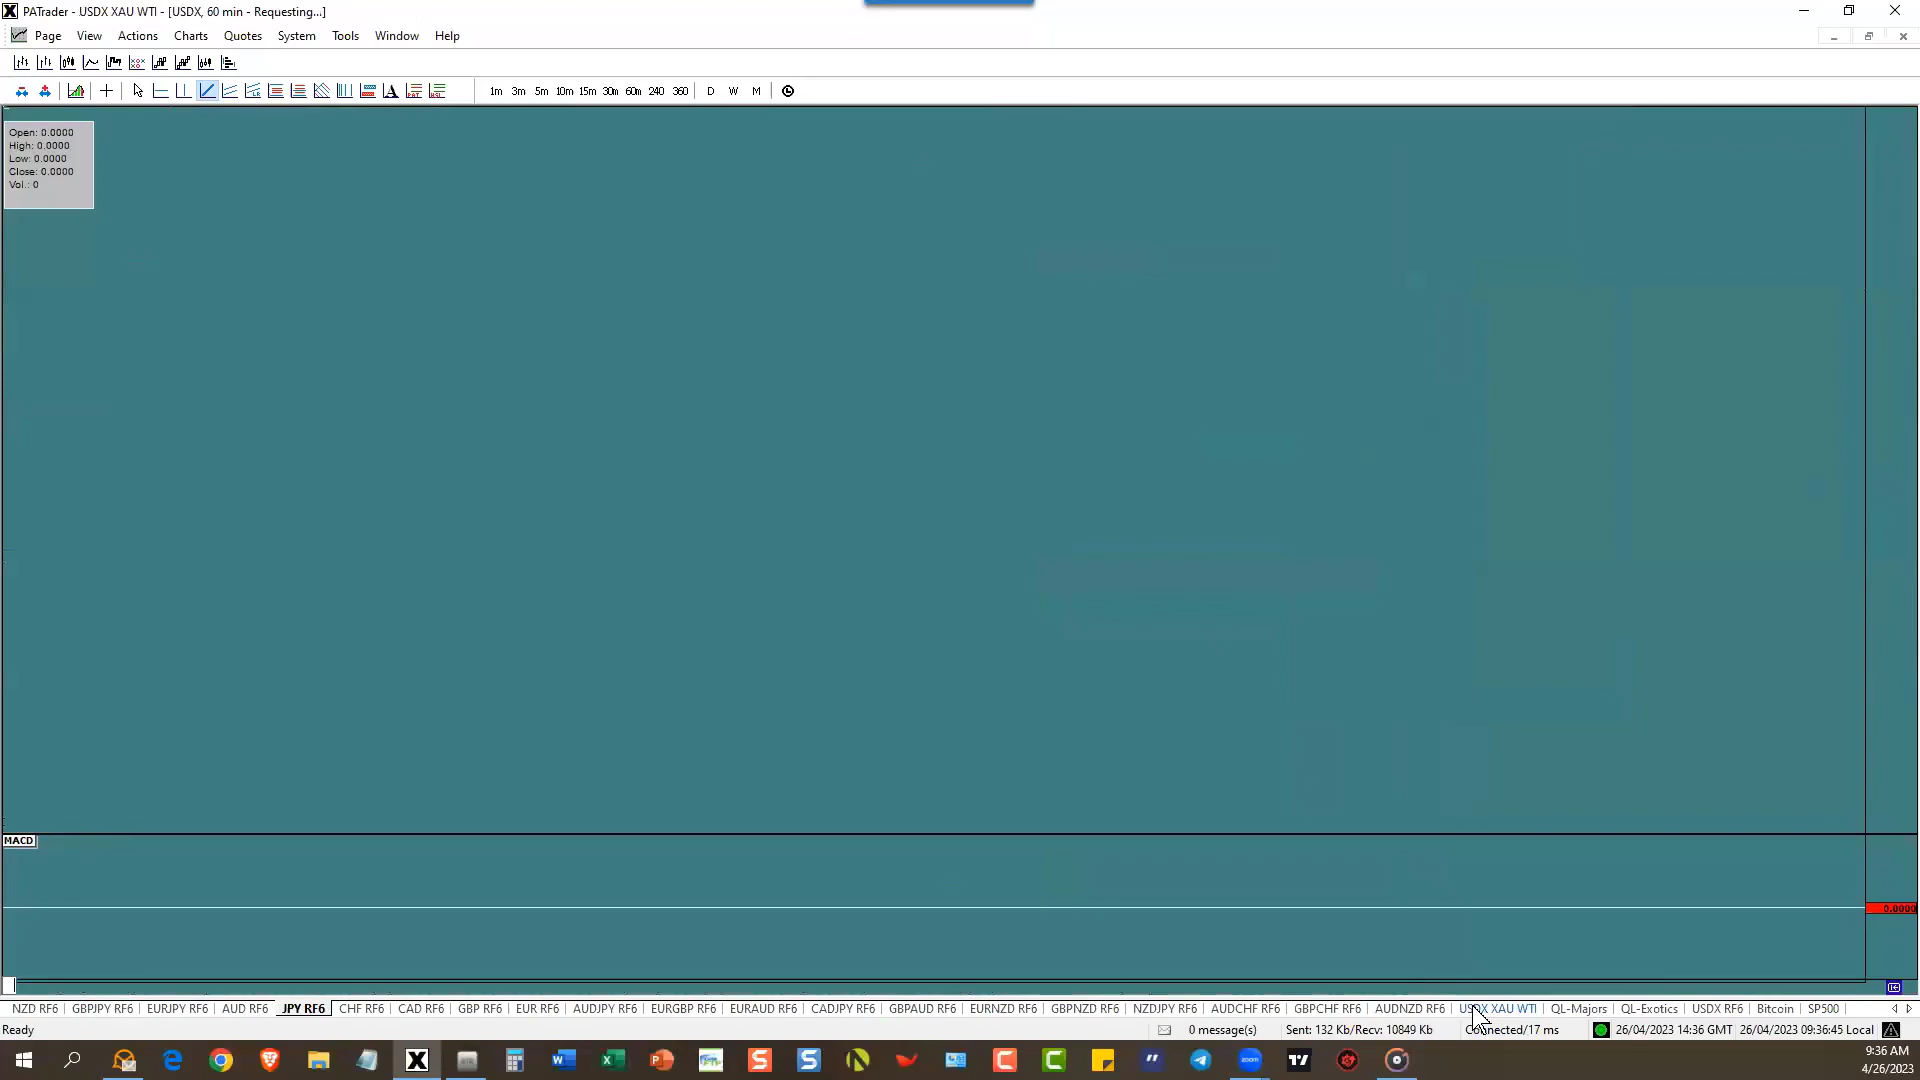 PATrader - USDX XAU WTI - [USDX, 60 min - Requesting...]
Page View Actions Charts Quotes System Tools Window Help
1m 3m 5m 10m 15m 30m 60m 240 360 D W M
Open: 0.0000
High: 0.0000
Low: 0.0000
Close: 0.0000
Vol.: 0
MACD
0.0000
NZD RF6 GBPJPY RF6 EURJPY RF6 AUD RF6 JPY RF6 CHF RF6 CAD RF6 GBP RF6 EUR RF6 AUDJPY RF6 EURGBP RF6 EURAUD RF6 CADJPY RF6 GBPAUD RF6 EURNZD RF6 GBPNZD RF6 NZDJPY RF6 AUDCHF RF6 GBPCHF RF6 AUDNZD RF6 USDX XAU WTI QL-Majors QL-Exotics USDX RF6 Bitcoin SP500
Ready 0 message(s) Sent: 132 Kb/Recv: 10849 Kb Connected/17 ms 26/04/2023 14:36 GMT 26/04/2023 09:36:45 Local
9:36 AM
4/26/2023